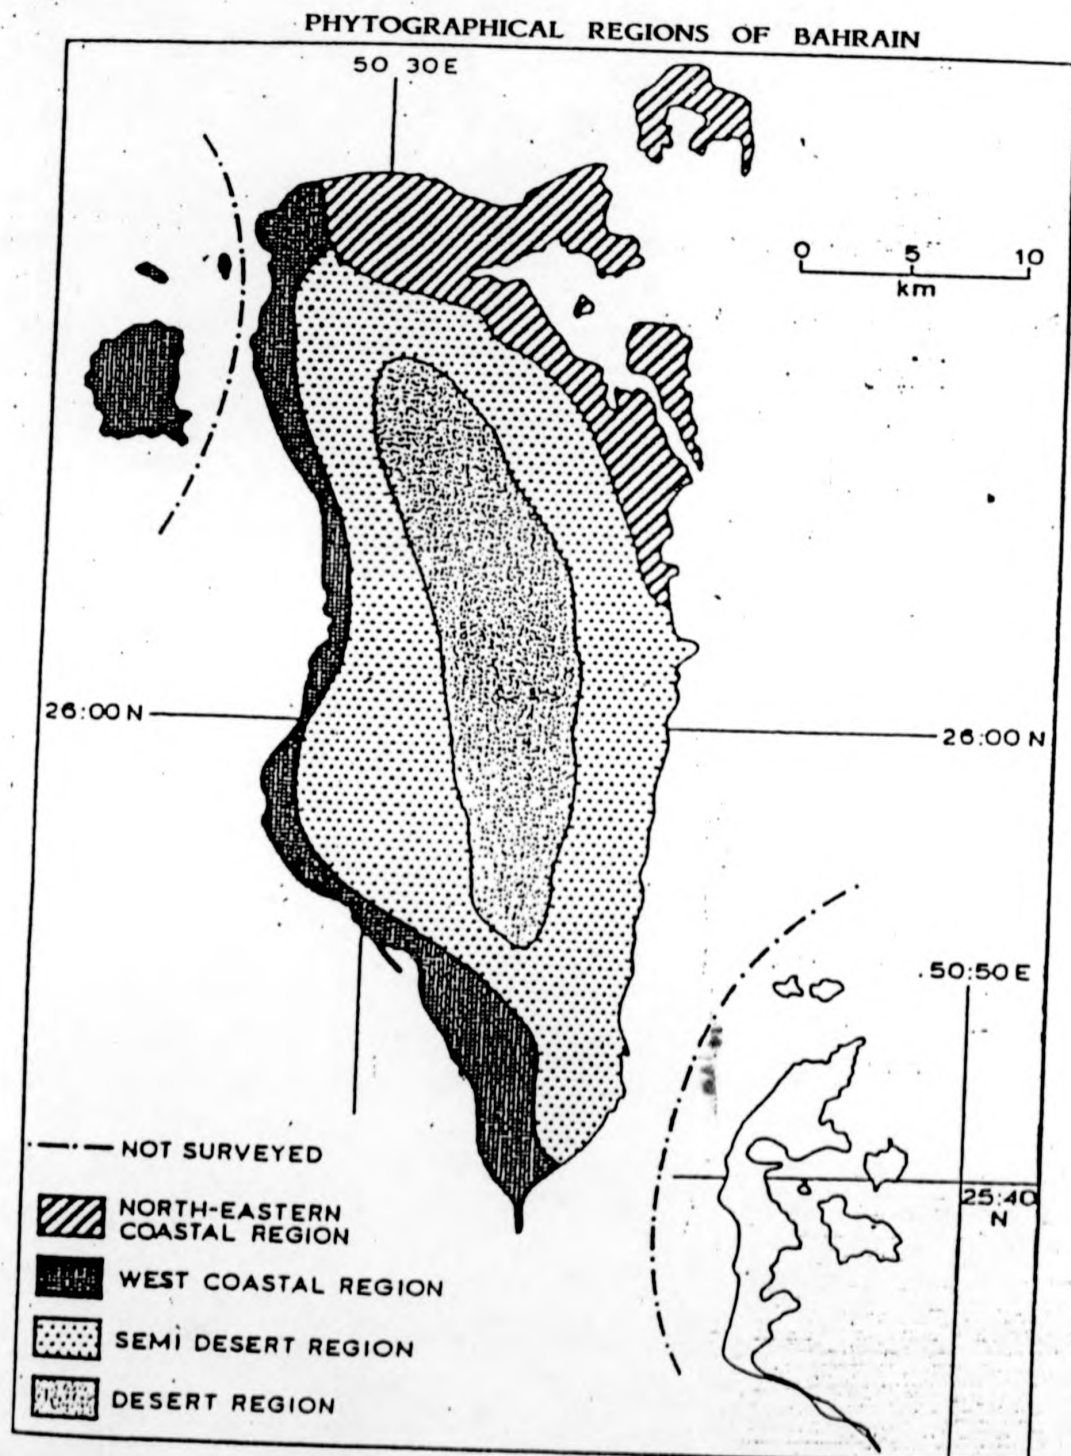 PHYTOGRAPHICAL REGIONS OF BAHRAIN
50 30 E
0 5 10
km
26:00 N
26:00 N
50:50 E
25:40
N
NOT SURVEYED
NORTH-EASTERN
COASTAL REGION
WEST COASTAL REGION
SEMI DESERT REGION
DESERT REGION